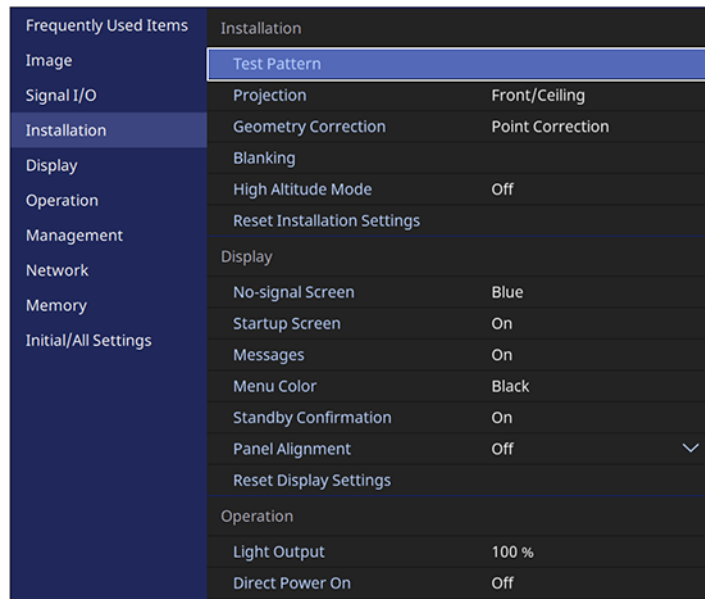 Frequently Used Items
Image
Signal I/O
Installation
Display
Operation
Management
Network
Memory
Initial/All Settings
Installation
Test Pattern
Projection Front/Ceiling
Geometry Correction Point Correction
Blanking
High Altitude Mode Off
Reset Installation Settings
Display
No-signal Screen Blue
Startup Screen On
Messages On
Menu Color Black
Standby Confirmation On
Panel Alignment Off
Reset Display Settings
Operation
Light Output 100 %
Direct Power On Off